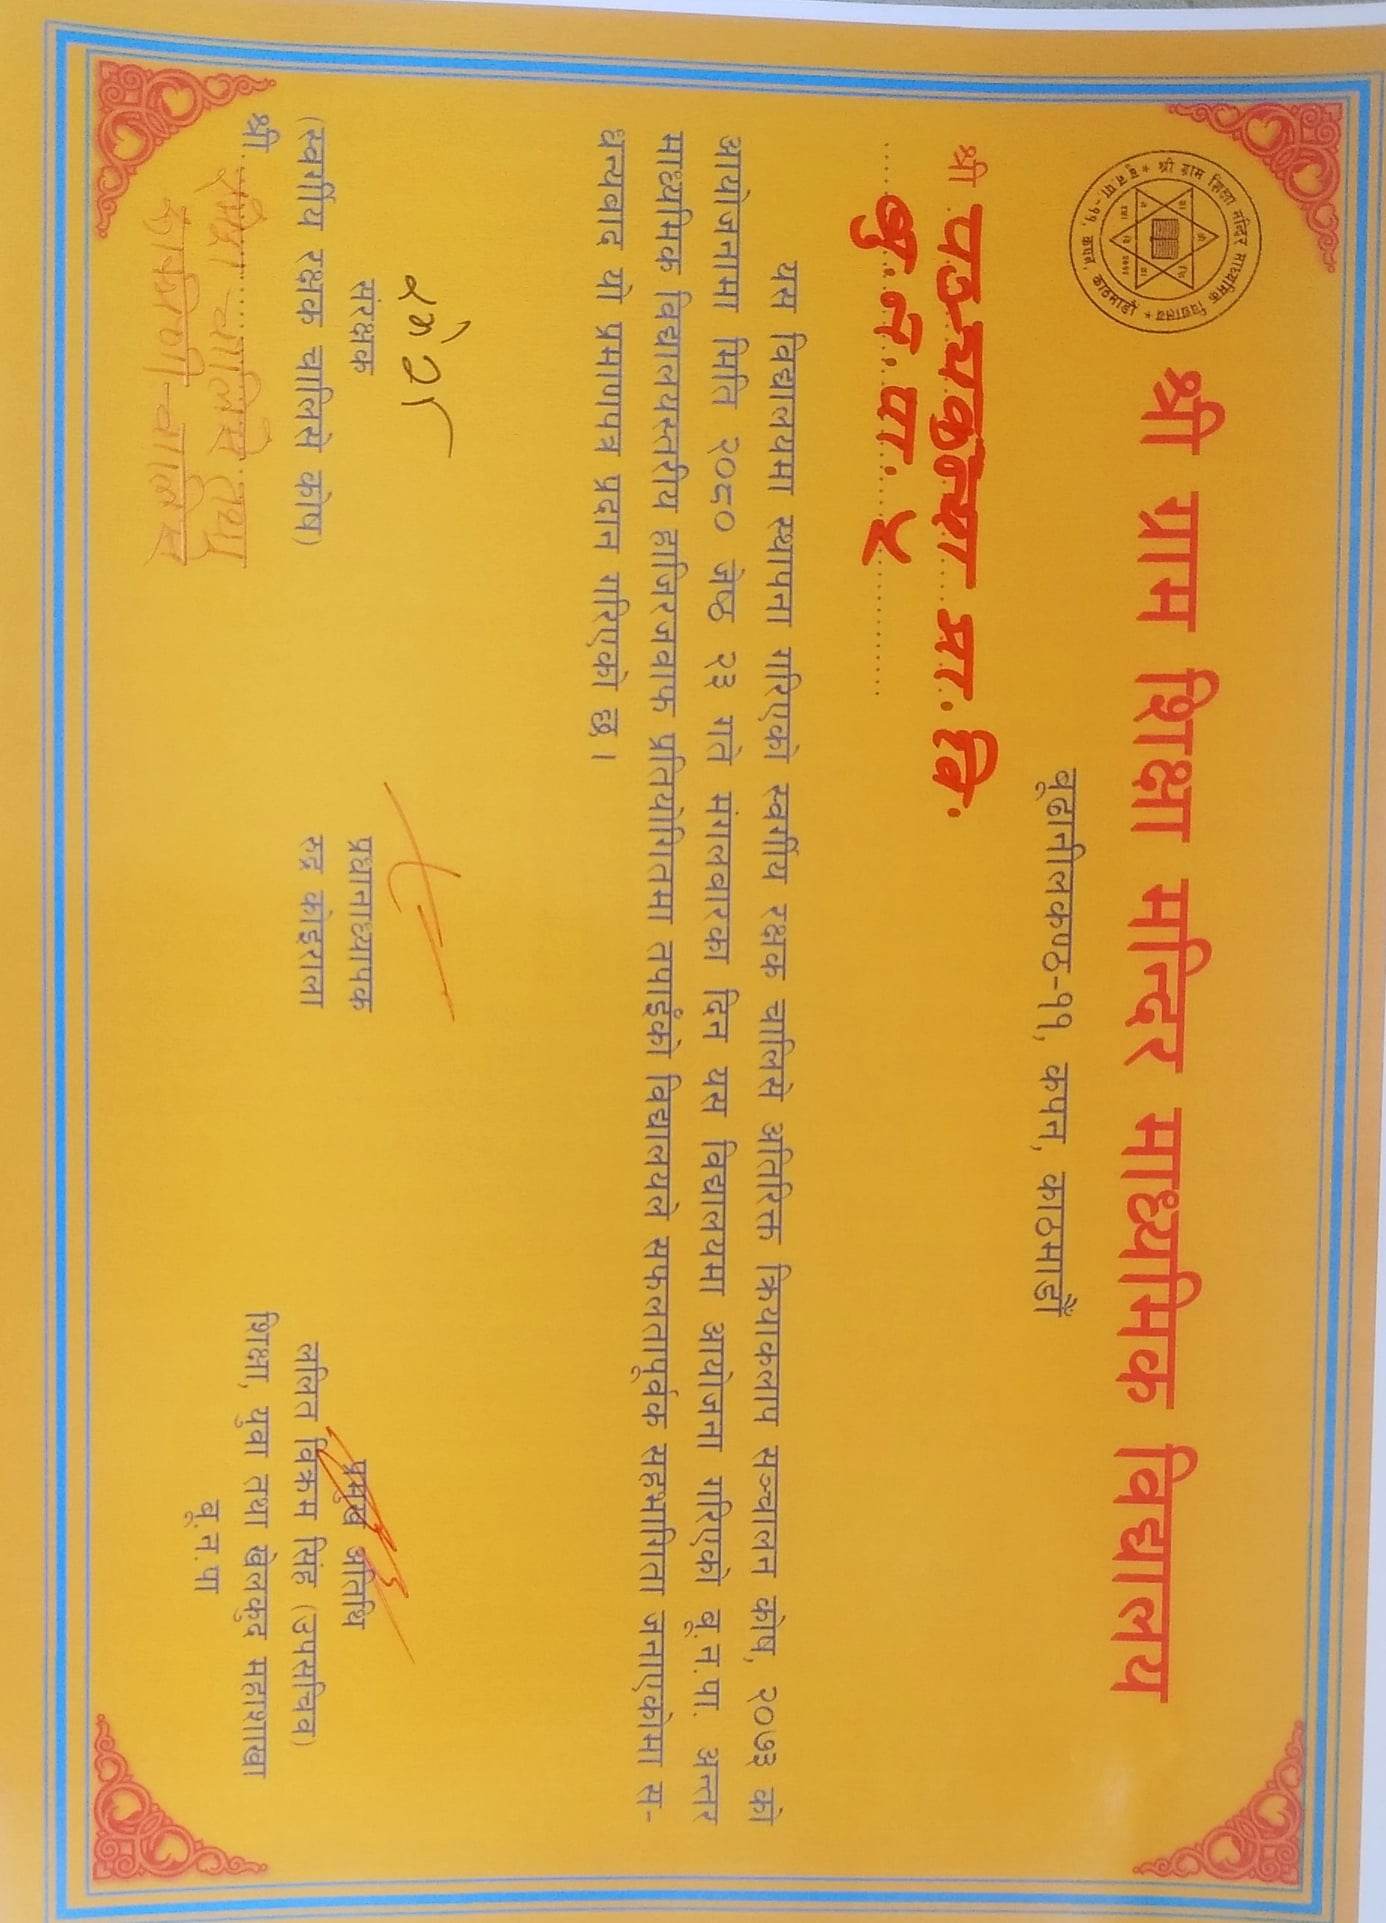 श्री ग्राम शिक्षा मन्दिर माध्यमिक विद्यालय
बूढानीलकण्ठ-११, कपन, काठमाडौं
श्री पञ्चकन्या प्रा. वि.
बु. न. पा. ५
यस विद्यालयमा स्थापना गरिएको स्वर्गीय रक्षक चालिसे अतिरिक्त क्रियाकलाप सञ्चालन कोष, २०७३ को
आयोजनामा मिति २०८० जेष्ठ २३ गते मंगलवारका दिन यस विद्यालयमा आयोजना गरिएको बू.न.पा. अन्तर
माध्यमिक विद्यालयस्तरीय हाजिरजवाफ प्रतियोगितामा तपाईंको विद्यालयले सफलतापूर्वक सहभागिता जनाएकोमा स-
धन्यवाद यो प्रमाणपत्र प्रदान गरिएको छ।
संरक्षक
(स्वर्गीय रक्षक चालिसे कोष)
श्री
चालिसे
प्रधानाध्यापक
रुद्र कोइराला
प्रमुख अतिथि
ललित विक्रम सिंह (उपसचिव)
शिक्षा, युवा तथा खेलकुद महाशाखा
बू.न.पा